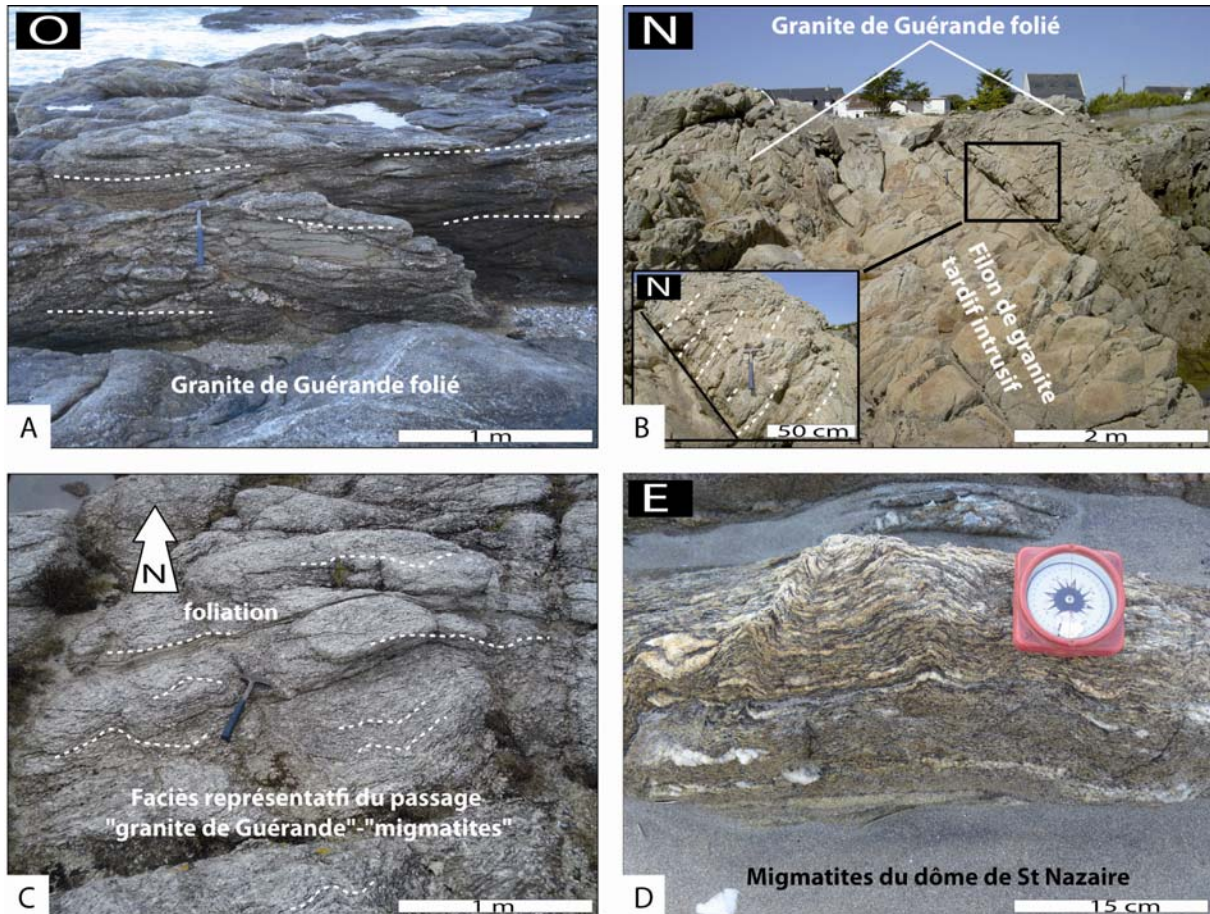 O
Granite de Guérande folié
A
1 m
N
Granite de Guérande folié
Filon de granite
tardif intrusif
N
50 cm
B
2 m
N
foliation
Faciès représentatfi du passage
"granite de Guérande"-"migmatites"
C
1 m
E
Migmatites du dôme de St Nazaire
D
15 cm